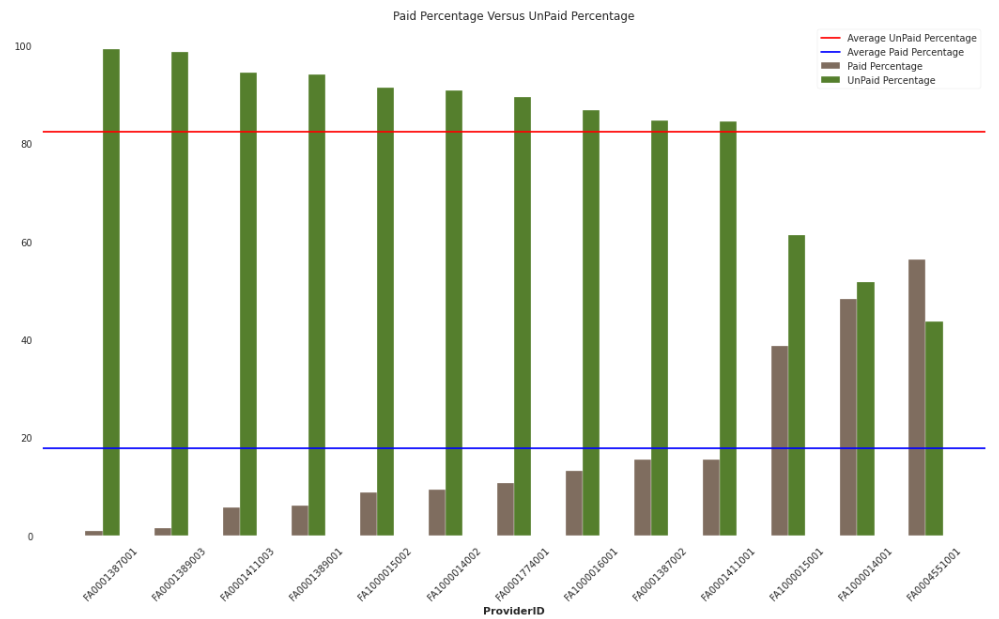 Paid Percentage Versus UnPaid Percentage
Average UnPaid Percentage
Average Paid Percentage
Paid Percentage
UnPaid Percentage
100
80
60
40
20
0
FA0001387001
FA0001389003
FA0001411003
FA0001389001
FA1000015002
FA1000014002
FA0001774001
FA1000016001
FA0001387002
FA0001411001
FA1000015001
FA1000014001
FA0004551001
ProviderID